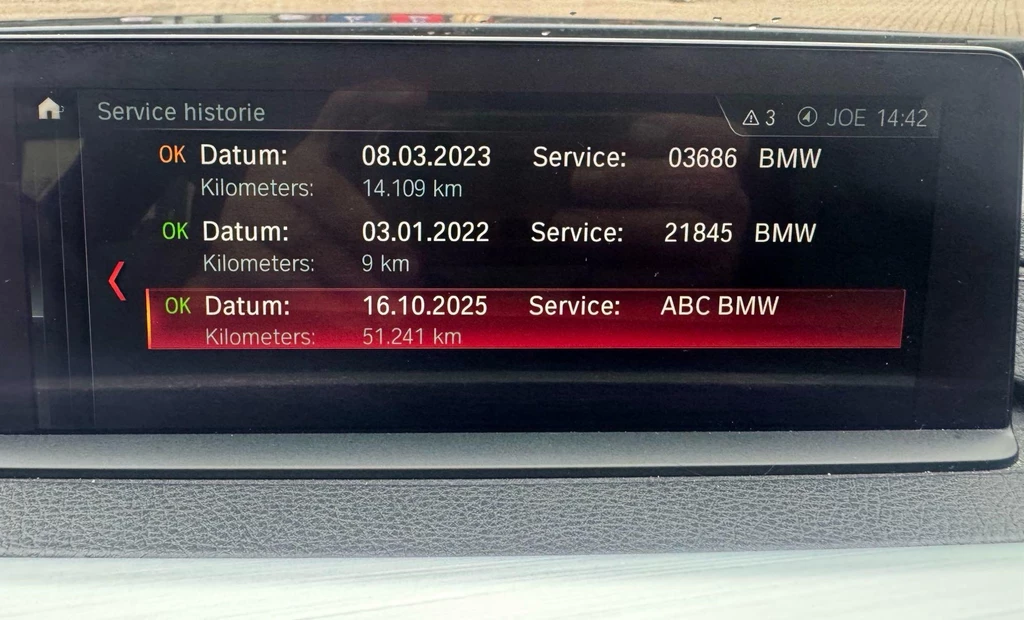 Service historie
3 JOE 14:42
OK Datum: 08.03.2023 Service: 03686 BMW
Kilometers: 14.109 km
OK Datum: 03.01.2022 Service: 21845 BMW
Kilometers: 9 km
OK Datum: 16.10.2025 Service: ABC BMW
Kilometers: 51.241 km